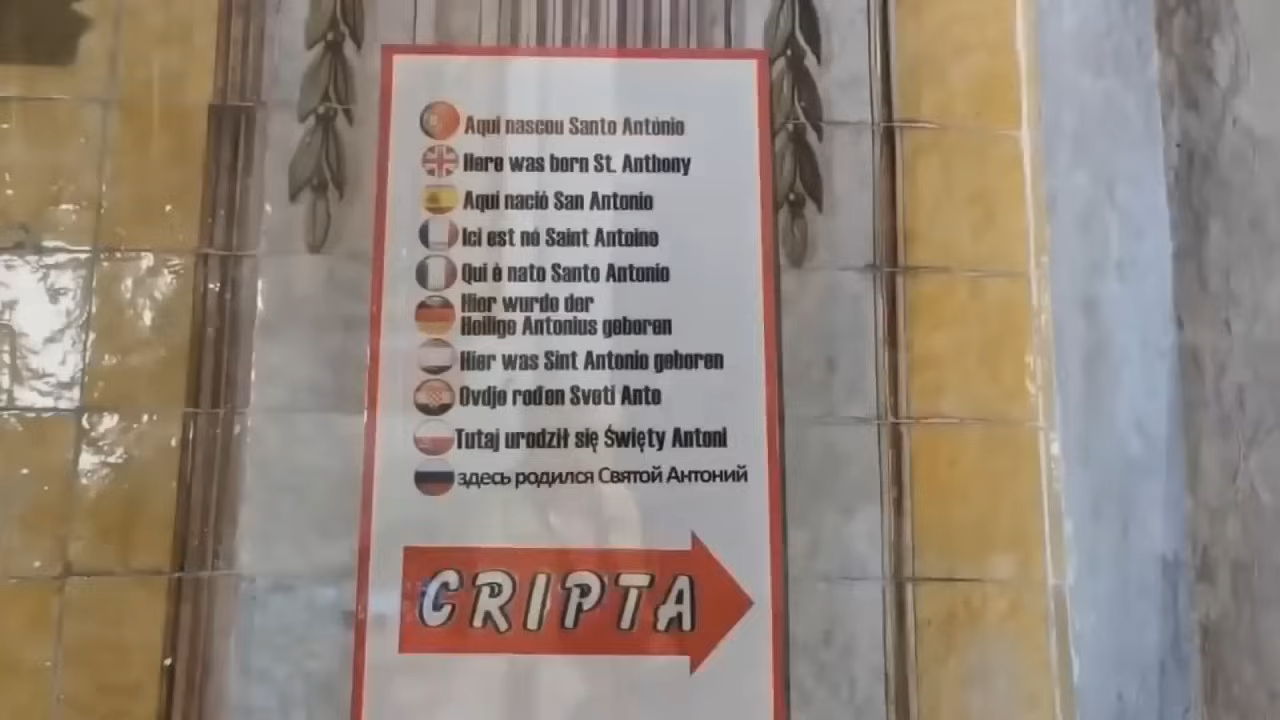 Aqui nasceu Santo António
Here was born St. Anthony
Aqui nació San Antonio
Ici est né Saint Antoine
Qui è nato Santo Antonio
Hier wurde der
Heilige Antonius geboren
Hier was Sint Antonio geboren
Ovdje rođen Sveti Anto
Tutaj urodził się Święty Antoni
здесь родился Святой Антоний
CRIPTA